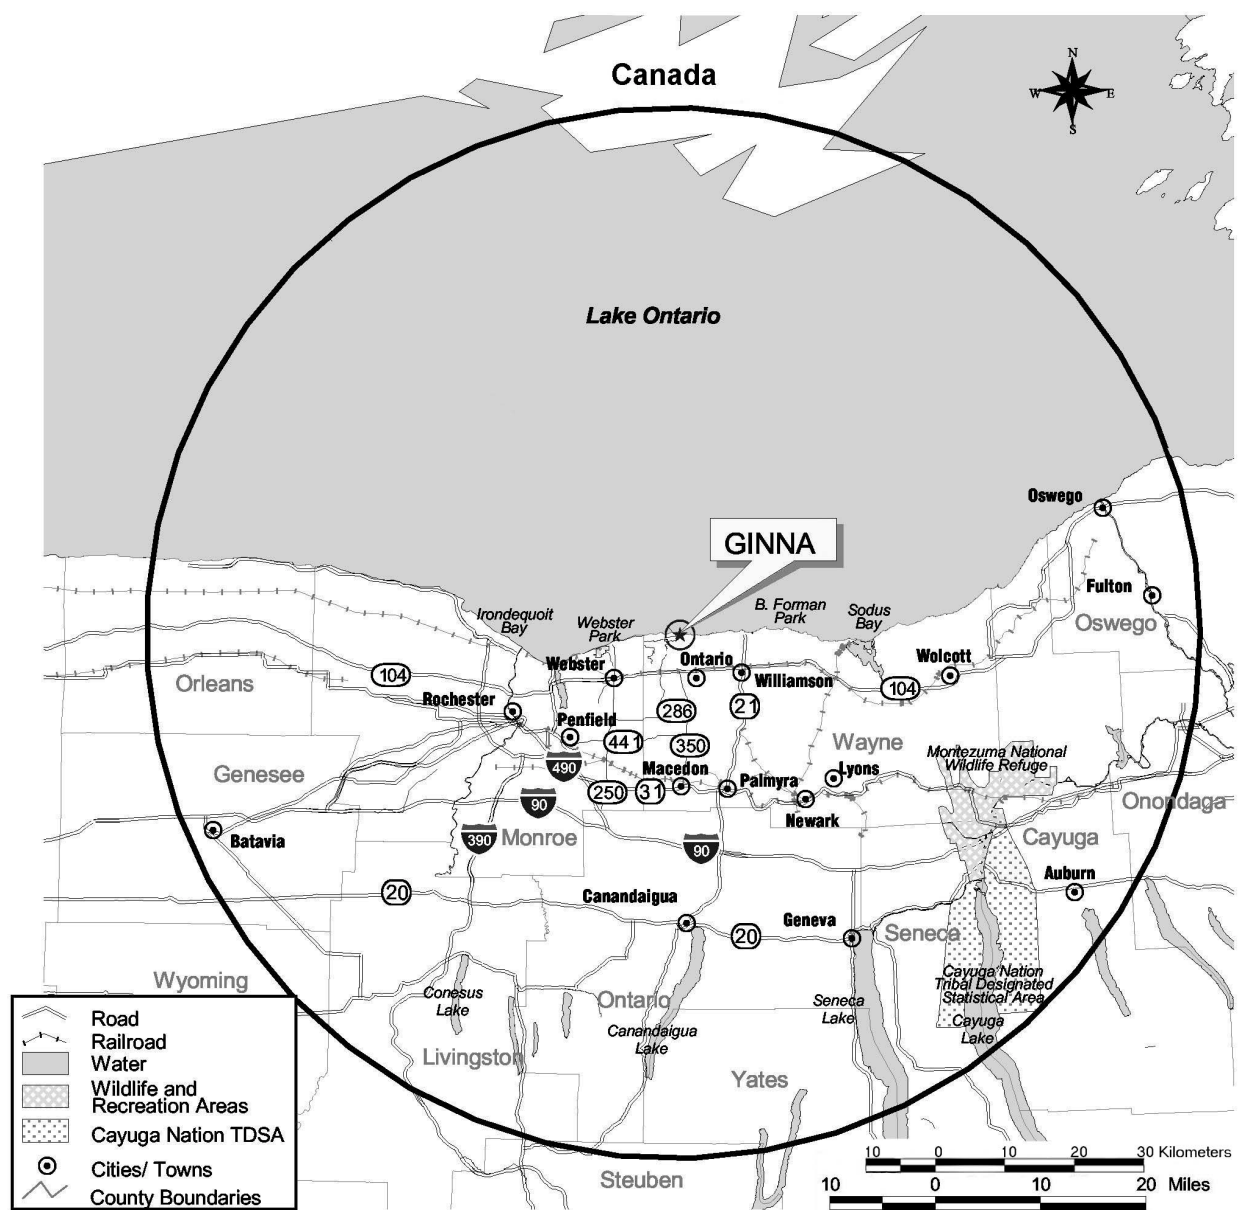 Canada
N
W E
S
Lake Ontario
Oswego
GINNA
Fulton
Oswego
Irondequoit
Bay
Webster
Park
B. Forman
Park
Sodus
Bay
Webster
Ontario
Wolcott
Williamson
104
104
Orleans
Rochester
286
21
Penfield
441
350
Wayne
Montezuma National
Wildlife Refuge
Genesee
490
Macedon
Palmyra
Lyons
90
250
31
Newark
Onondaga
Batavia
390
Monroe
90
Cayuga
Auburn
20
Canandaigua
20
Geneva
Seneca
Wyoming
Conesus
Lake
Ontario
Canandaigua
Lake
Seneca
Lake
Cayuga Nation
Tribal Designated
Statistical Area
Cayuga
Lake
Livingston
Yates
Steuben
Road
Railroad
Water
Wildlife and
Recreation Areas
Cayuga Nation TDSA
Cities/ Towns
County Boundaries
10 0 10 20 30 Kilometers
10 0 10 20 Miles